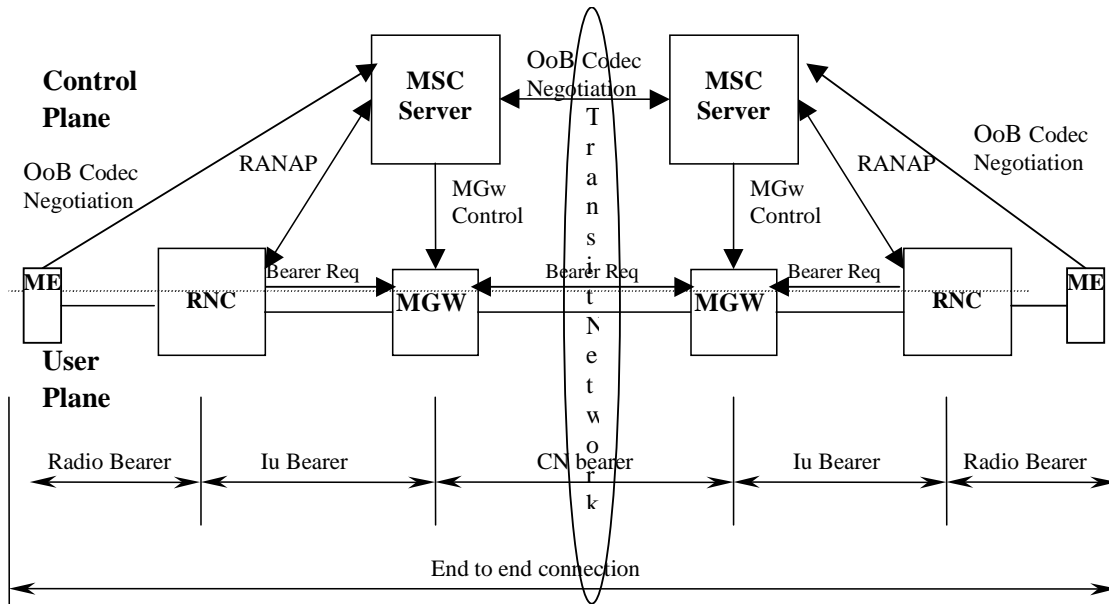 Control
Plane
MSC
Server
OoB Codec
Negotiation
MSC
Server
OoB Codec
Negotiation
RANAP
OoB Codec
Negotiation
RANAP
MGw
Control
MGw
Control
Transit Network
ME
RNC
Bearer Req
MGW
Bearer Req
MGW
Bearer Req
RNC
ME
User
Plane
Radio Bearer
Iu Bearer
CN bearer
Iu Bearer
Radio Bearer
End to end connection